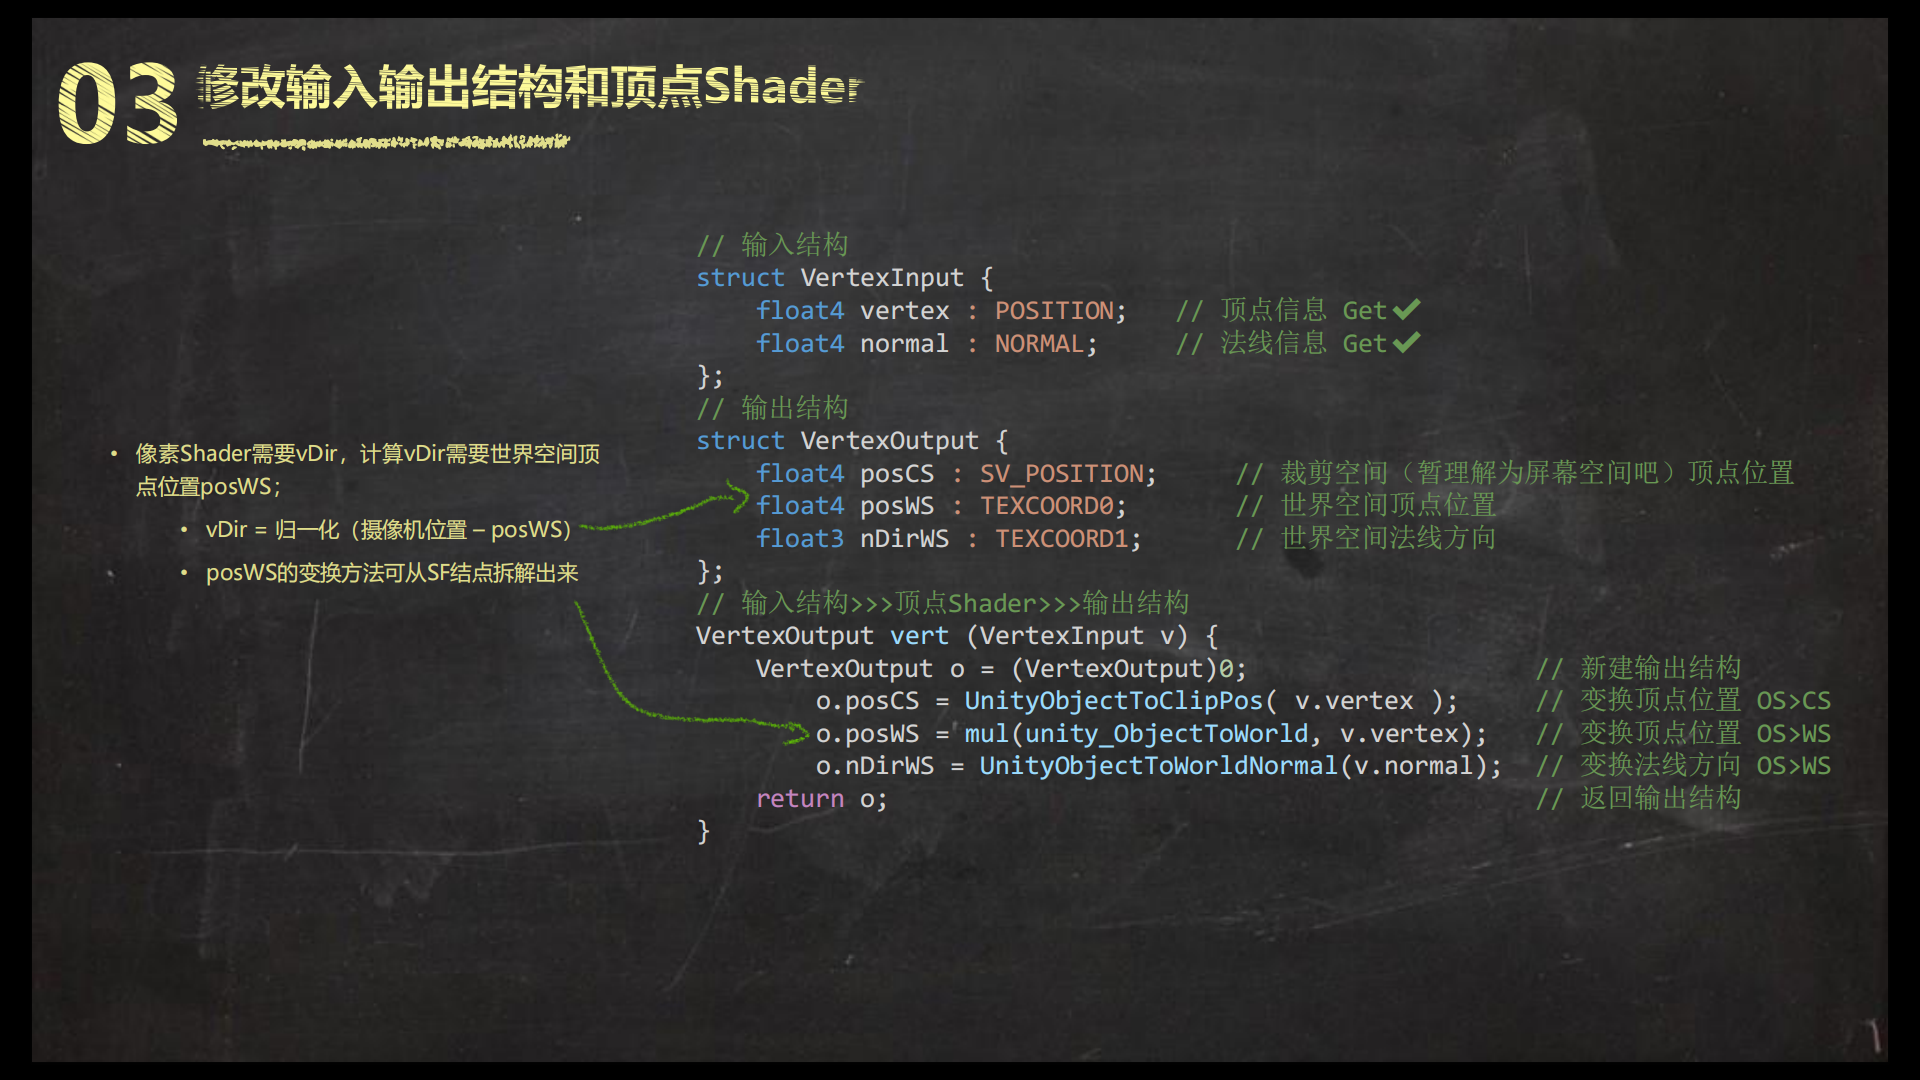 03 修改输入输出结构和顶点Shader
• 像素Shader需要vDir，计算vDir需要世界空间顶
点位置posWS；
• vDir = 归一化（摄像机位置 – posWS）
• posWS的变换方法可从SF结点拆解出来
// 输入结构
struct VertexInput {
    float4 vertex : POSITION;   // 顶点信息 Get✔
    float4 normal : NORMAL;     // 法线信息 Get✔
};
// 输出结构
struct VertexOutput {
    float4 posCS : SV_POSITION;     // 裁剪空间（暂理解为屏幕空间吧）顶点位置
    float4 posWS : TEXCOORD0;       // 世界空间顶点位置
    float3 nDirWS : TEXCOORD1;      // 世界空间法线方向
};
// 输入结构>>>顶点Shader>>>输出结构
VertexOutput vert (VertexInput v) {
    VertexOutput o = (VertexOutput)0;                   // 新建输出结构
        o.posCS = UnityObjectToClipPos( v.vertex );     // 变换顶点位置 OS>CS
        o.posWS = mul(unity_ObjectToWorld, v.vertex);   // 变换顶点位置 OS>WS
        o.nDirWS = UnityObjectToWorldNormal(v.normal);  // 变换法线方向 OS>WS
    return o;                                           // 返回输出结构
}